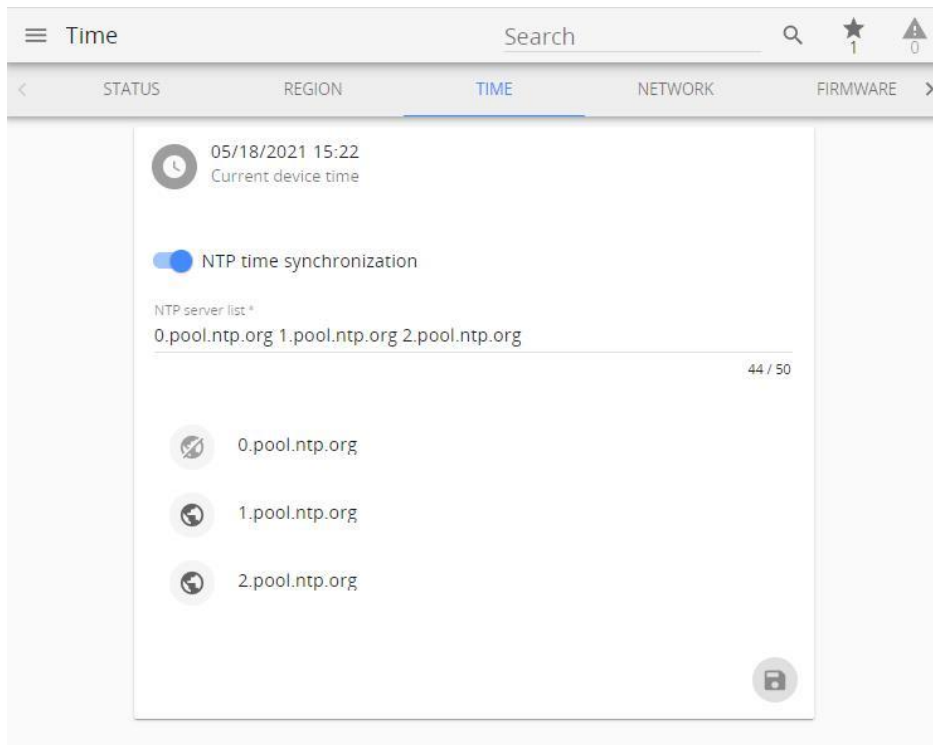 Time Search
1 0
STATUS REGION TIME NETWORK FIRMWARE
05/18/2021 15:22
Current device time
NTP time synchronization
NTP server list *
0.pool.ntp.org 1.pool.ntp.org 2.pool.ntp.org
44 / 50
0.pool.ntp.org
1.pool.ntp.org
2.pool.ntp.org